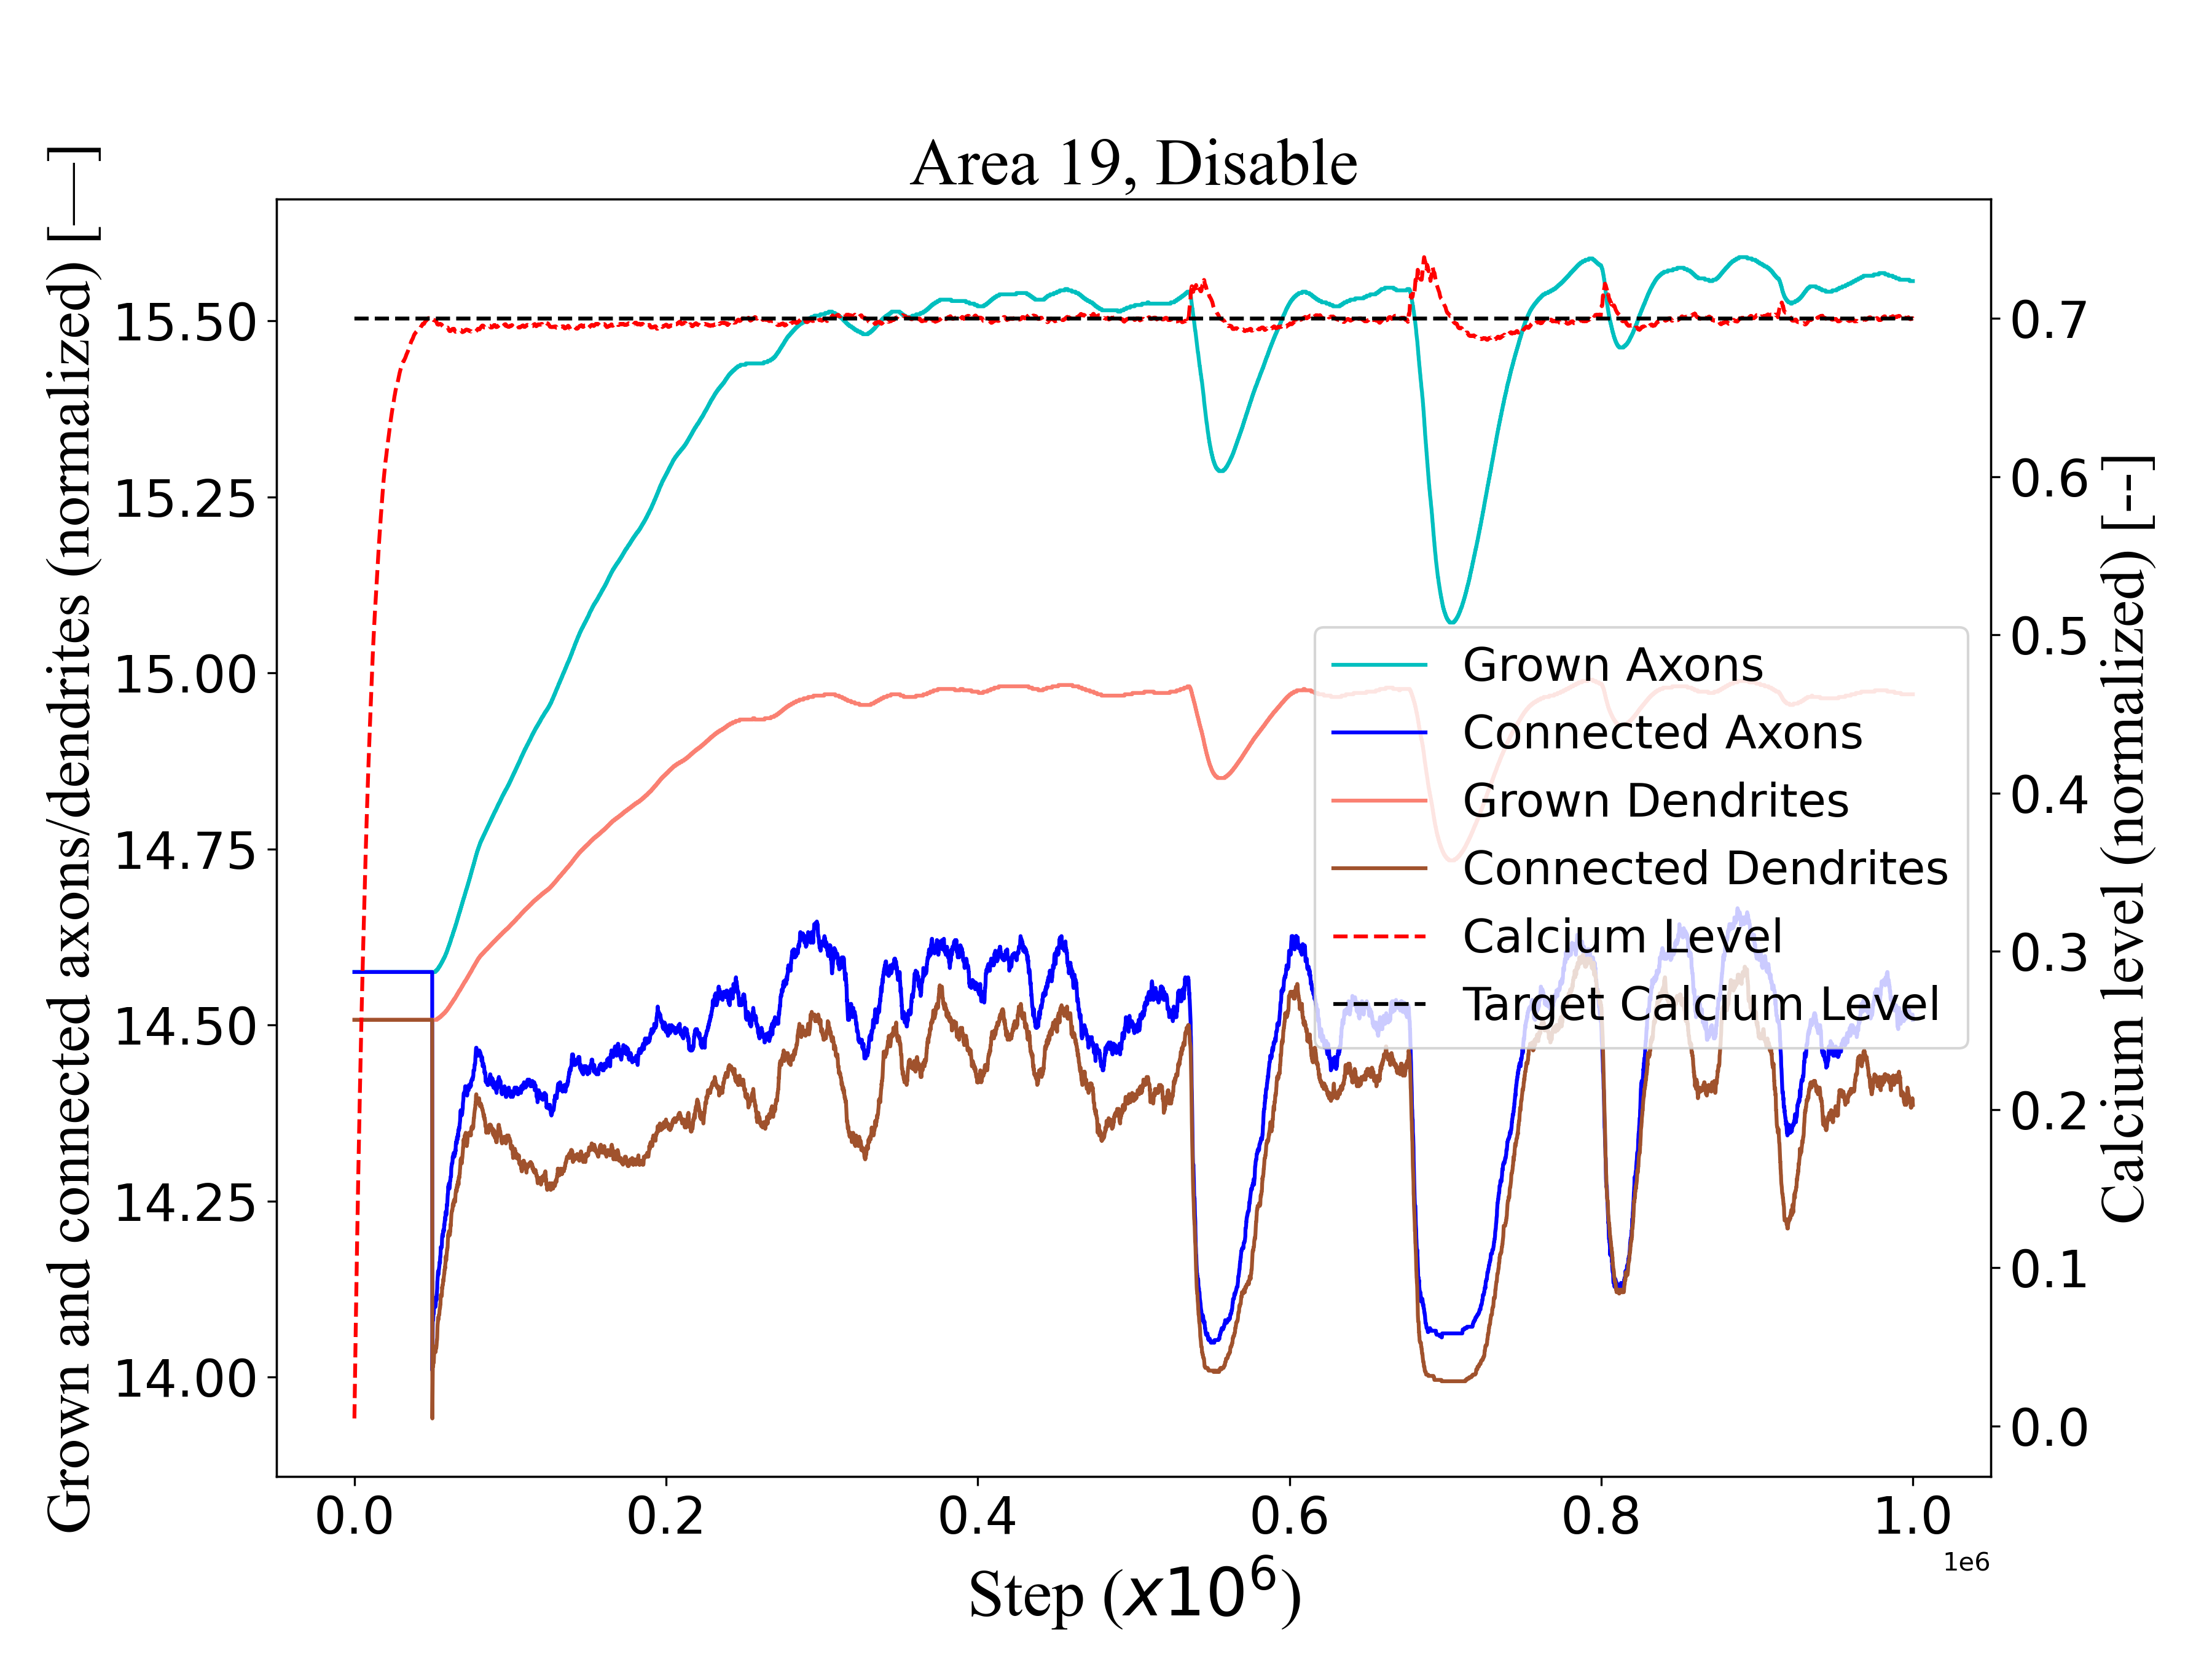 Area 19, Disable
Grown and connected axons/dendrites (normalized) [—]
15.50
15.25
15.00
14.75
14.50
14.25
14.00
0.7
0.6
0.5
0.4
0.3
0.2
0.1
0.0
Calcium level (normalized) [--]
Grown Axons
Connected Axons
Grown Dendrites
Connected Dendrites
Calcium Level
Target Calcium Level
0.0 0.2 0.4 0.6 0.8 1.0
1e6
Step (x10⁶)